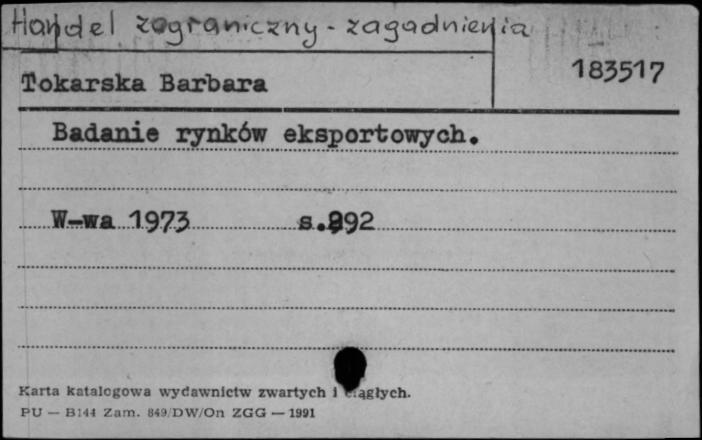 Handel zagraniczny - zagadnienia
183517
Tokarska Barbara
Badanie rynków eksportowych.
W-wa 1973 s.292
Karta katalogowa wydawnictw zwartych i ciągłych.
PU — B144 Zam. 849/DW/On ZGG — 1991